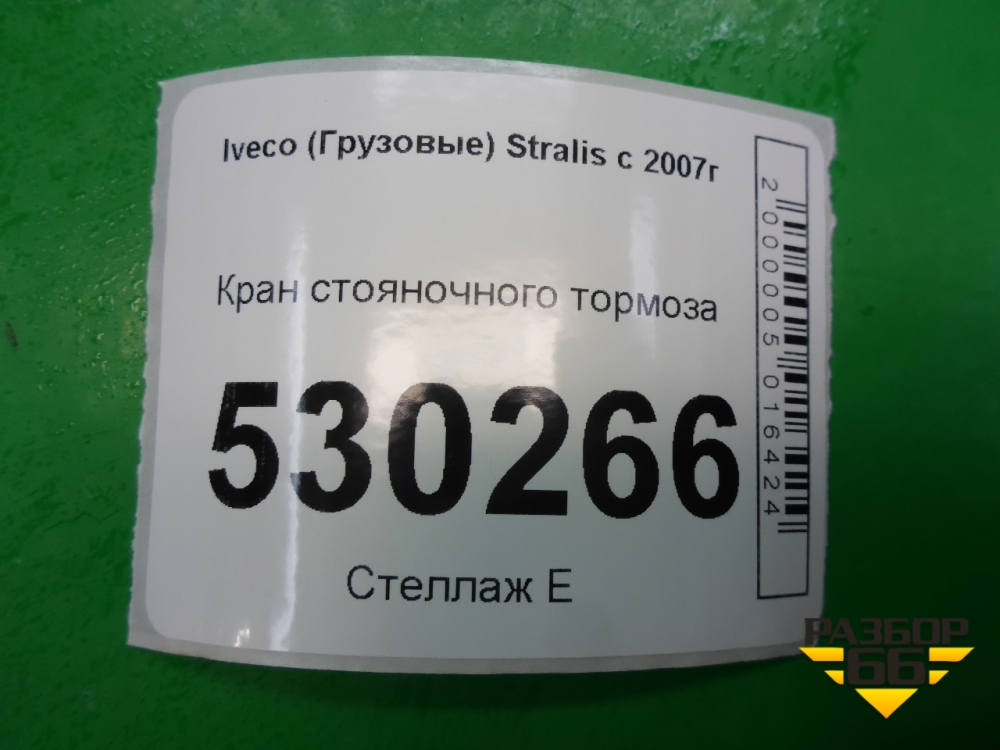 Iveco (Грузовые) Stralis с 2007г
Кран стояночного тормоза
530266
Стеллаж Е
2000005016424
РАЗБОР
66